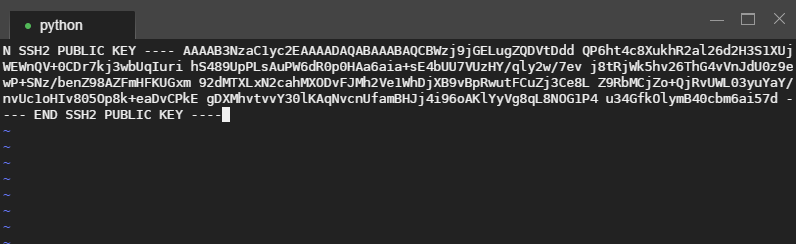 python
N SSH2 PUBLIC KEY ---- AAAAB3NzaC1yc2EAAAADAQABAAABAQCBWzj9jGELugZQDVtDdd QP6ht4c8XukhR2al26d2H3S1XUj
WEWnQV+0CDr7kj3wbUqIuri hS489UpPLsAuPW6dR0p0HAa6aia+sE4bUU7VUzHY/qly2w/7ev j8tRjWk5hv26ThG4vVnJdU0z9e
wP+SNz/benZ98AZFmHFKUGxm 92dMTXLxN2cahMXODvFJMh2Ve1WhDjXB9vBpRwutFCuZj3Ce8L Z9RbMCjZo+QjRvUWL03yuYaY/
nvUc1oHIv805Op8k+eaDvCPkE gDXMhvtvvY30lKAqNvcnUfamBHJj4i96oAKlYyVg8qL8NOG1P4 u34GfkOlymB40cbm6ai57d -
--- END SSH2 PUBLIC KEY ----
~
~
~
~
~
~
~
~